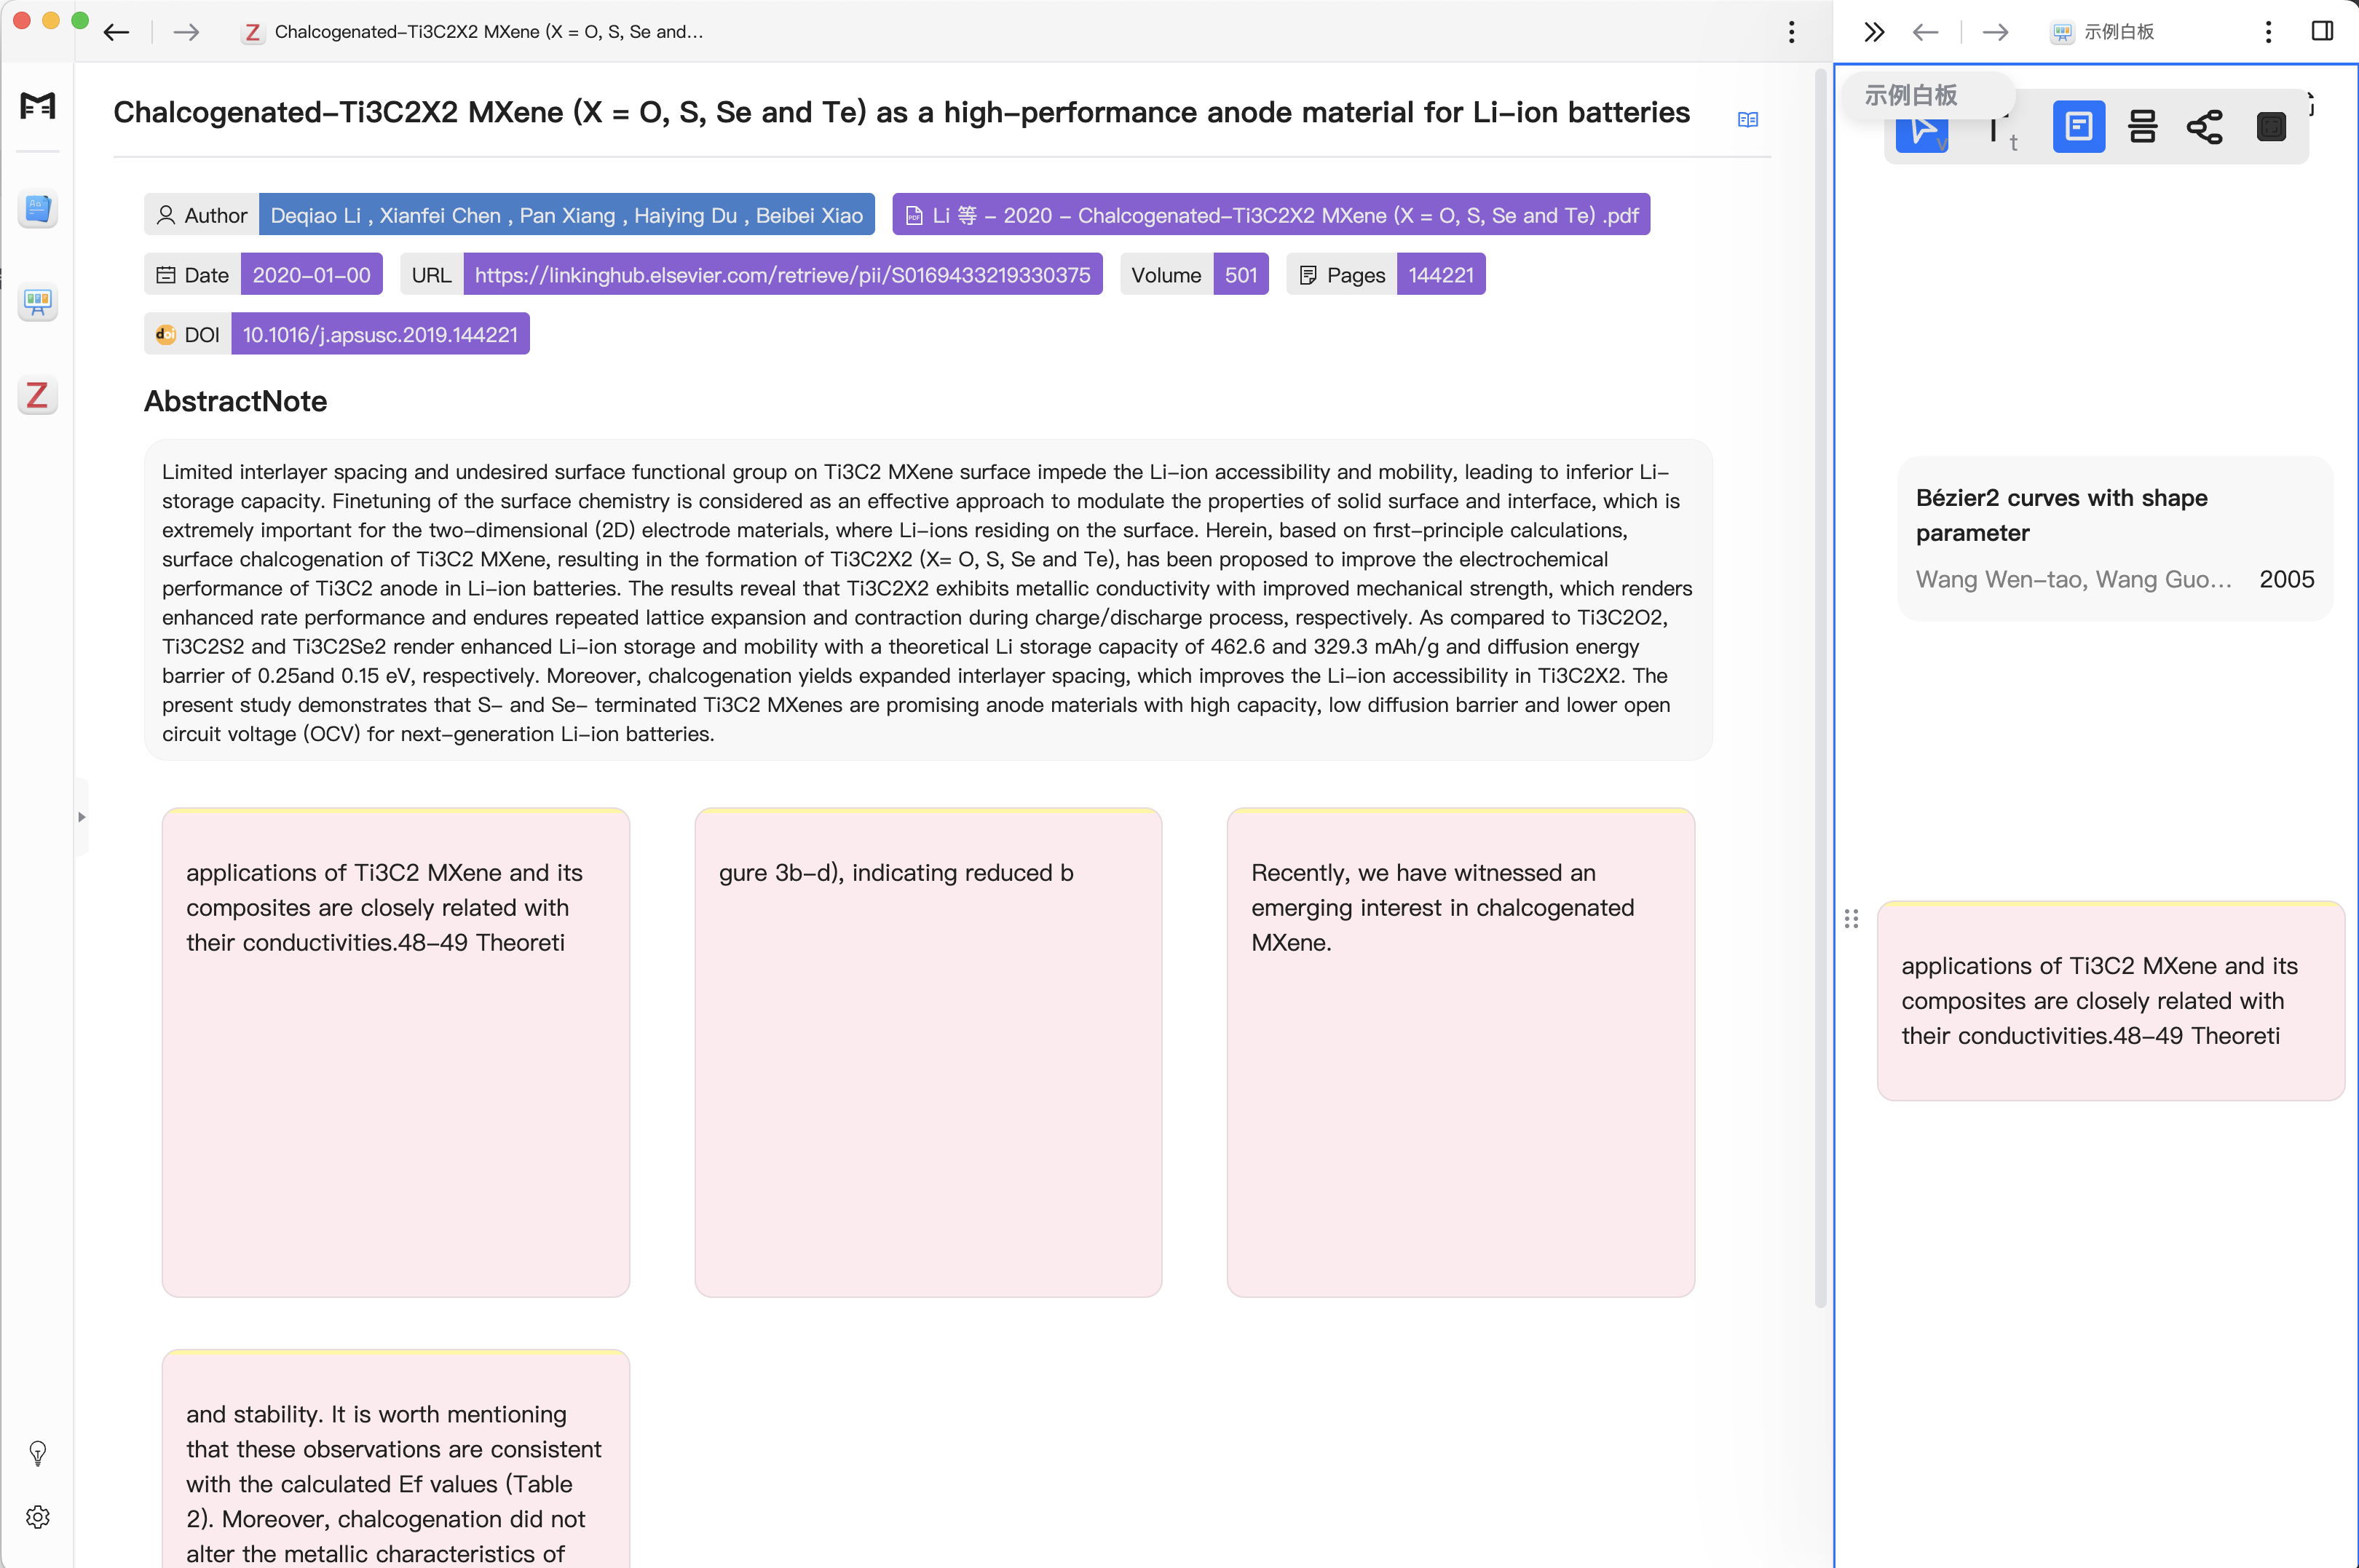 Chalcogenated–Ti3C2X2 MXene (X = O, S, Se and...
示例白板
Chalcogenated–Ti3C2X2 MXene (X = O, S, Se and Te) as a high–performance anode material for Li–ion batteries
Author Deqiao Li , Xianfei Chen , Pan Xiang , Haiying Du , Beibei Xiao
PDF Li 等 – 2020 – Chalcogenated–Ti3C2X2 MXene (X = O, S, Se and Te) .pdf
Date 2020–01–00
URL https://linkinghub.elsevier.com/retrieve/pii/S0169433219330375
Volume 501
Pages 144221
doi DOI 10.1016/j.apsusc.2019.144221
AbstractNote
Limited interlayer spacing and undesired surface functional group on Ti3C2 MXene surface impede the Li–ion accessibility and mobility, leading to inferior Li–
storage capacity. Finetuning of the surface chemistry is considered as an effective approach to modulate the properties of solid surface and interface, which is
extremely important for the two–dimensional (2D) electrode materials, where Li–ions residing on the surface. Herein, based on first–principle calculations,
surface chalcogenation of Ti3C2 MXene, resulting in the formation of Ti3C2X2 (X= O, S, Se and Te), has been proposed to improve the electrochemical
performance of Ti3C2 anode in Li–ion batteries. The results reveal that Ti3C2X2 exhibits metallic conductivity with improved mechanical strength, which renders
enhanced rate performance and endures repeated lattice expansion and contraction during charge/discharge process, respectively. As compared to Ti3C2O2,
Ti3C2S2 and Ti3C2Se2 render enhanced Li–ion storage and mobility with a theoretical Li storage capacity of 462.6 and 329.3 mAh/g and diffusion energy
barrier of 0.25and 0.15 eV, respectively. Moreover, chalcogenation yields expanded interlayer spacing, which improves the Li–ion accessibility in Ti3C2X2. The
present study demonstrates that S– and Se– terminated Ti3C2 MXenes are promising anode materials with high capacity, low diffusion barrier and lower open
circuit voltage (OCV) for next–generation Li–ion batteries.
applications of Ti3C2 MXene and its
composites are closely related with
their conductivities.48–49 Theoreti
gure 3b–d), indicating reduced b
Recently, we have witnessed an
emerging interest in chalcogenated
MXene.
and stability. It is worth mentioning
that these observations are consistent
with the calculated Ef values (Table
2). Moreover, chalcogenation did not
alter the metallic characteristics of
示例白板
v
t
Bézier2 curves with shape
parameter
Wang Wen–tao, Wang Guo... 2005
applications of Ti3C2 MXene and its
composites are closely related with
their conductivities.48–49 Theoreti